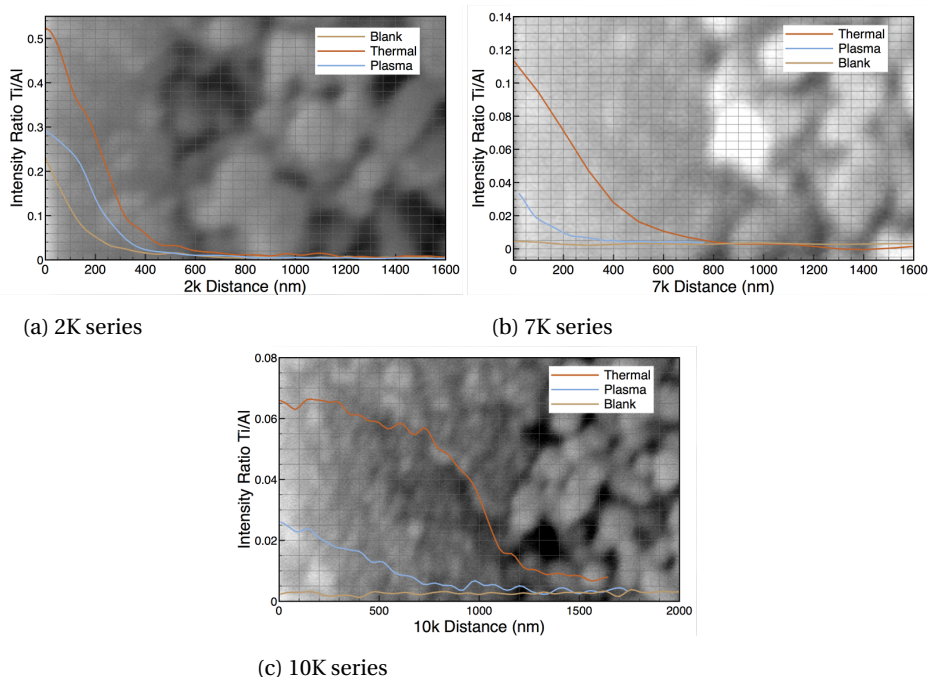 Intensity Ratio Ti/Al
0.5
0.4
0.3
0.2
0.1
0
Blank
Thermal
Plasma
0 200 400 600 800 1000 1200 1400 1600
2k Distance (nm)
(a) 2K series
Intensity Ratio Ti/Al
0.14
0.12
0.10
0.08
0.06
0.04
0.02
0
Thermal
Plasma
Blank
0 200 400 600 800 1000 1200 1400 1600
7k Distance (nm)
(b) 7K series
Intensity Ratio Ti/Al
0.08
0.06
0.04
0.02
0
Thermal
Plasma
Blank
0 500 1000 1500 2000
10k Distance (nm)
(c) 10K series